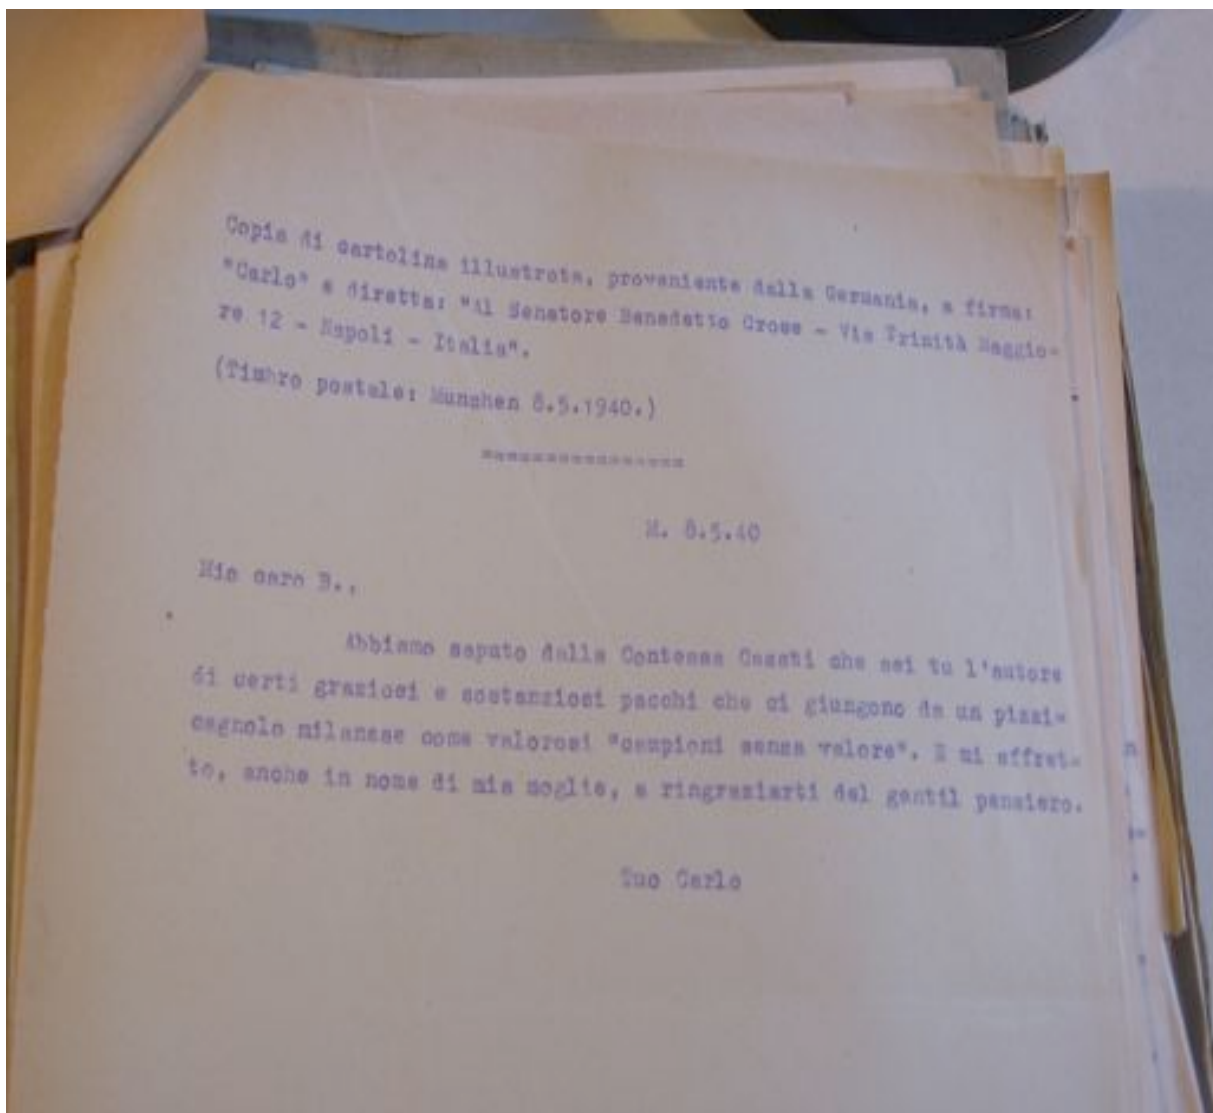 Copia di cartolina illustrata, proveniente dalla Germania, a firma:
"Carlo" e diretta: "Al Senatore Benedetto Croce - Via Trinità Maggio-
re 12 - Napoli - Italia".
(Timbro postale: Munchen 8.5.1940.)
================
M. 8.5.40
Mio caro B.,
Abbiamo saputo dalla Contessa Casati che sei tu l'autore
di certi graziosi e sostanziosi pacchi che ci giungono da un pizzi-
cagnolo milanese come valorosi "campioni senza valore". E mi affret-
to, anche in nome di mia moglie, a ringraziarti del gentil pensiero.
Tuo Carlo